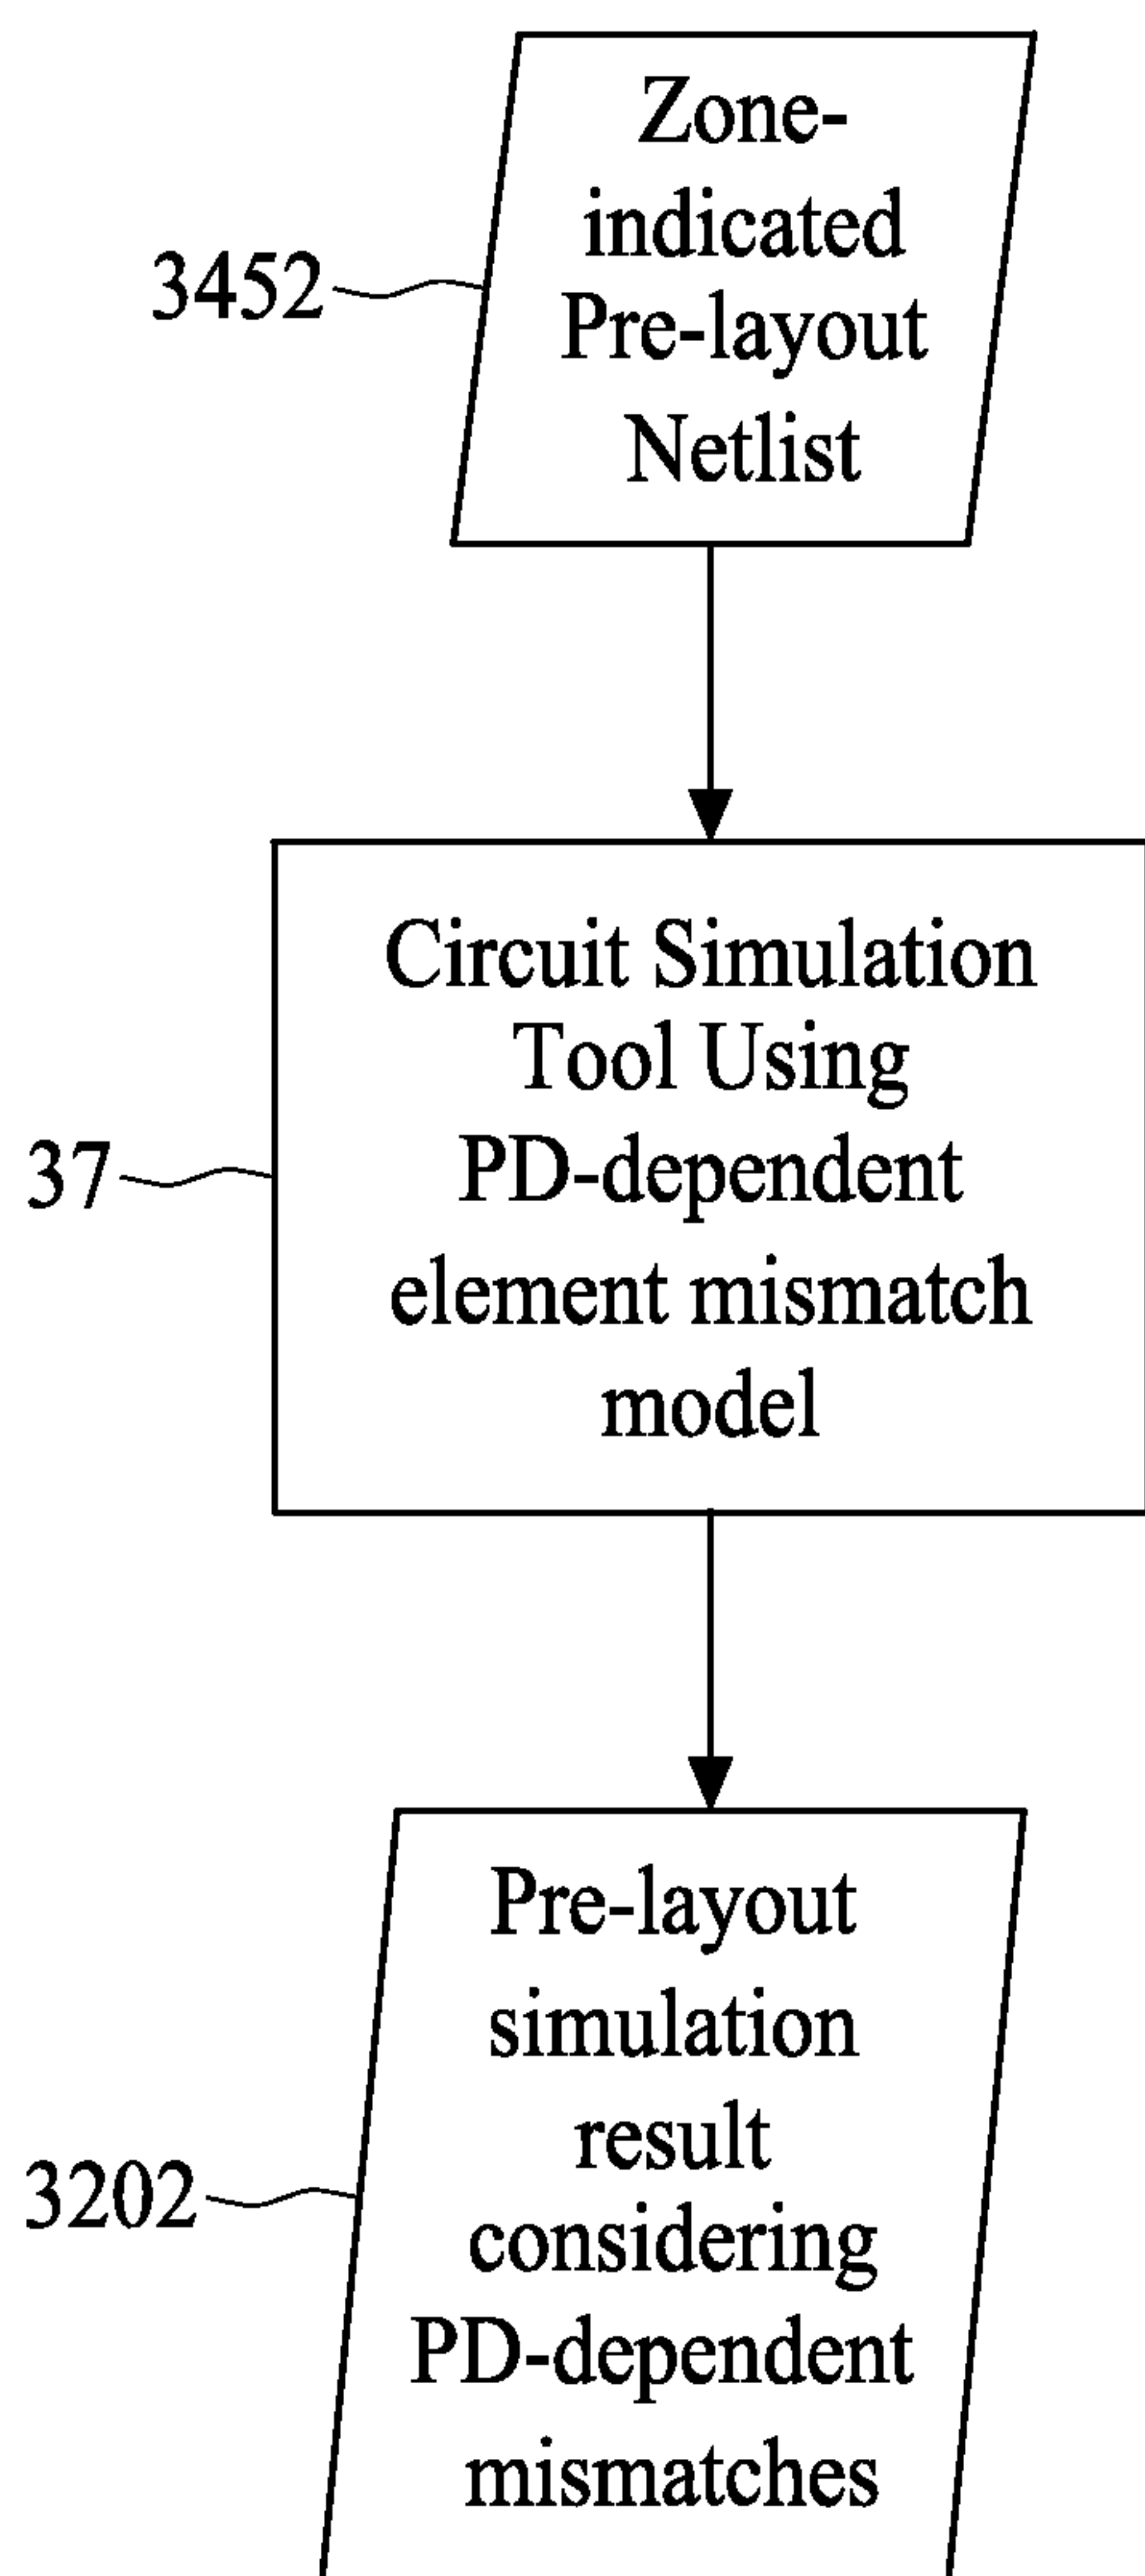 Zone-
indicated
Pre-layout
Netlist
3452
Circuit Simulation
Tool Using
PD-dependent
element mismatch
model
37
Pre-layout
simulation
result
considering
PD-dependent
mismatches
3202